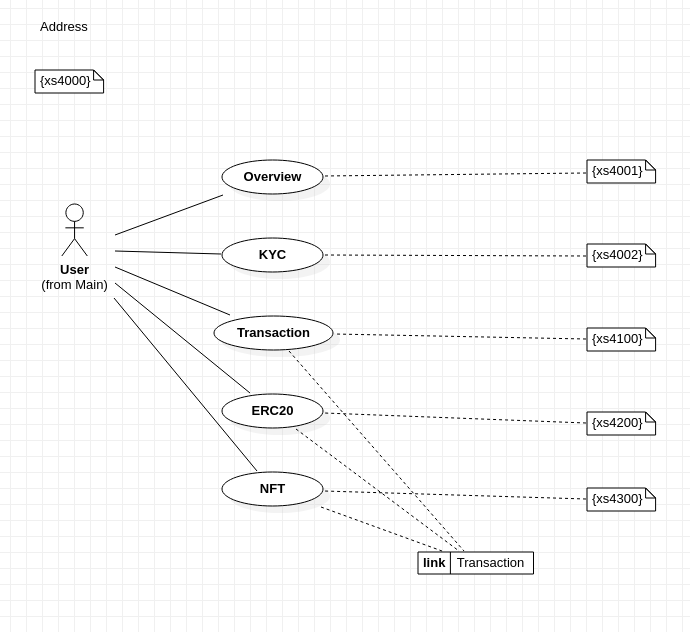 Address
{xs4000}
Overview
{xs4001}
KYC
{xs4002}
User
(from Main)
Transaction
{xs4100}
ERC20
{xs4200}
NFT
{xs4300}
link Transaction